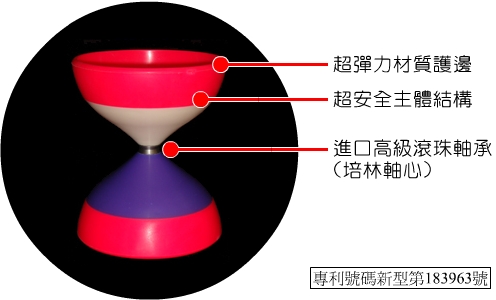 超彈力材質護邊
超安全主體結構
進口高級滾珠軸承
(培林軸心)
專利號碼新型第183963號